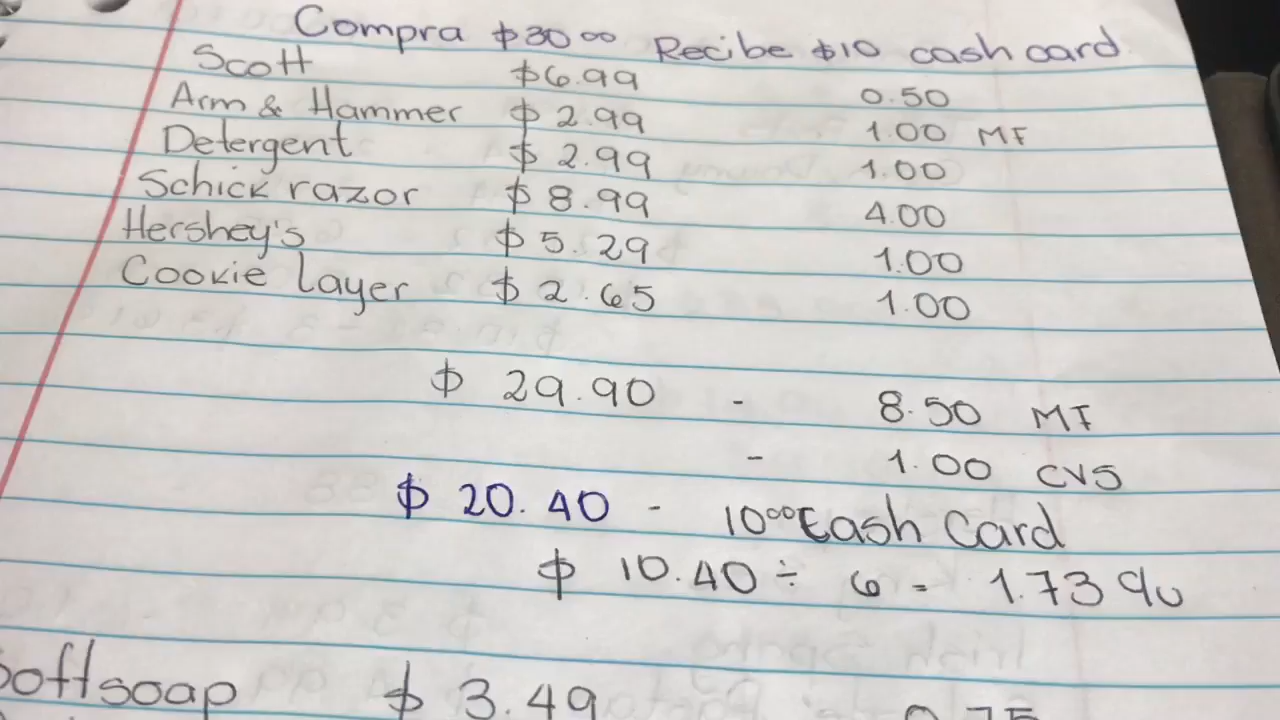 Compra $30⁰⁰ Recibe $10 cash card
Scott $6.99 0.50
Arm & Hammer $2.99 1.00 MF
Detergent $2.99 1.00
Schick razor $8.99 4.00
Hershey's $5.29 1.00
Cookie layer $2.65 1.00
$29.90 - 8.50 MF
- 1.00 CVS
$20.40 - 10⁰⁰ Cash Card
$10.40 ÷ 6 = 1.73 c/u
Softsoap $3.49 0.75